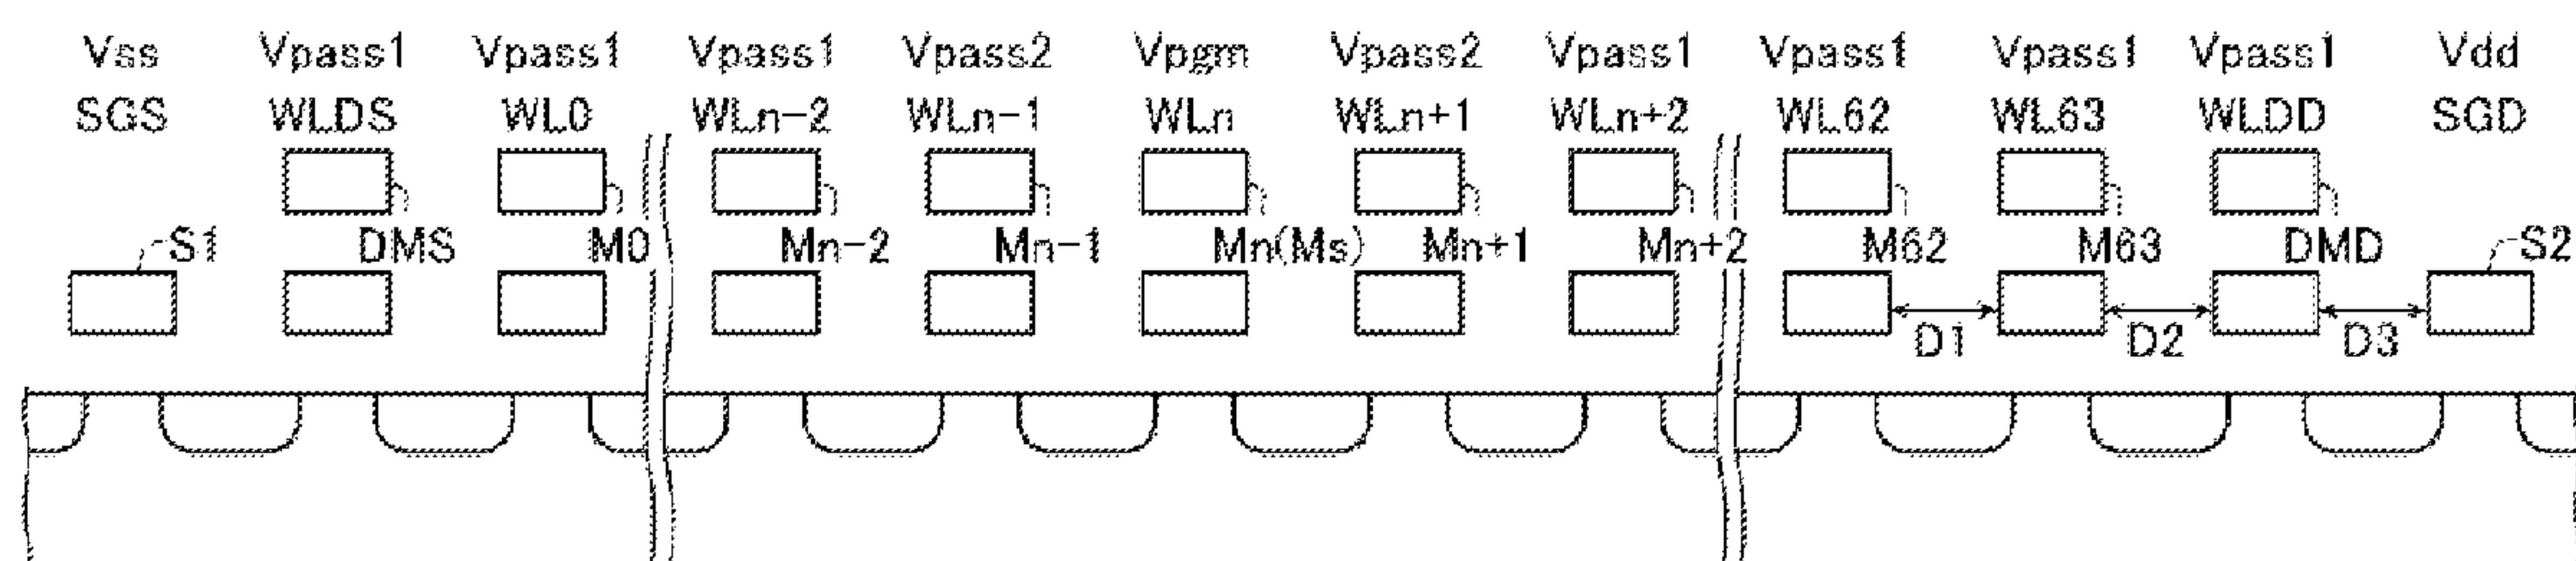 Vss Vpass1 Vpass1 Vpass1 Vpass2 Vpgm Vpass2 Vpass1 Vpass1 Vpass1 Vpass1 Vdd
SGS WLDS WL0 WLn-2 WLn-1 WLn WLn+1 WLn+2 WL62 WL63 WLDD SGD
S1 DMS M0 Mn-2 Mn-1 Mn(Ms) Mn+1 Mn+2 M62 M63 DMD S2
D1 D2 D3